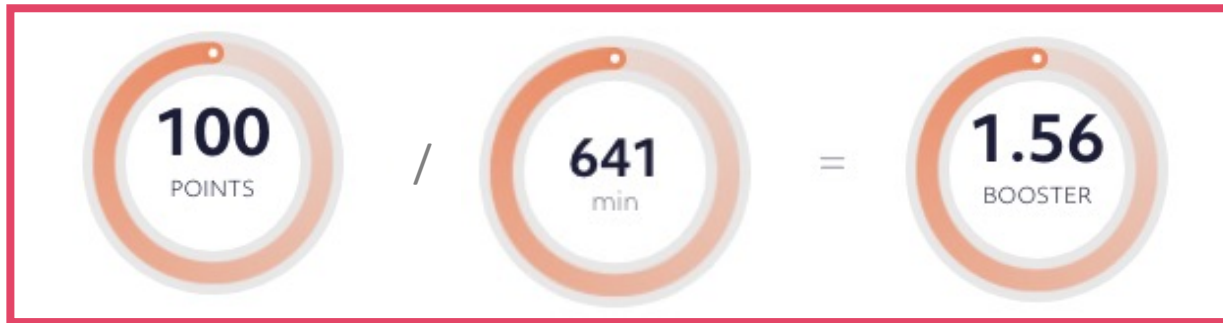 100
POINTS
/
641
min
=
1.56
BOOSTER